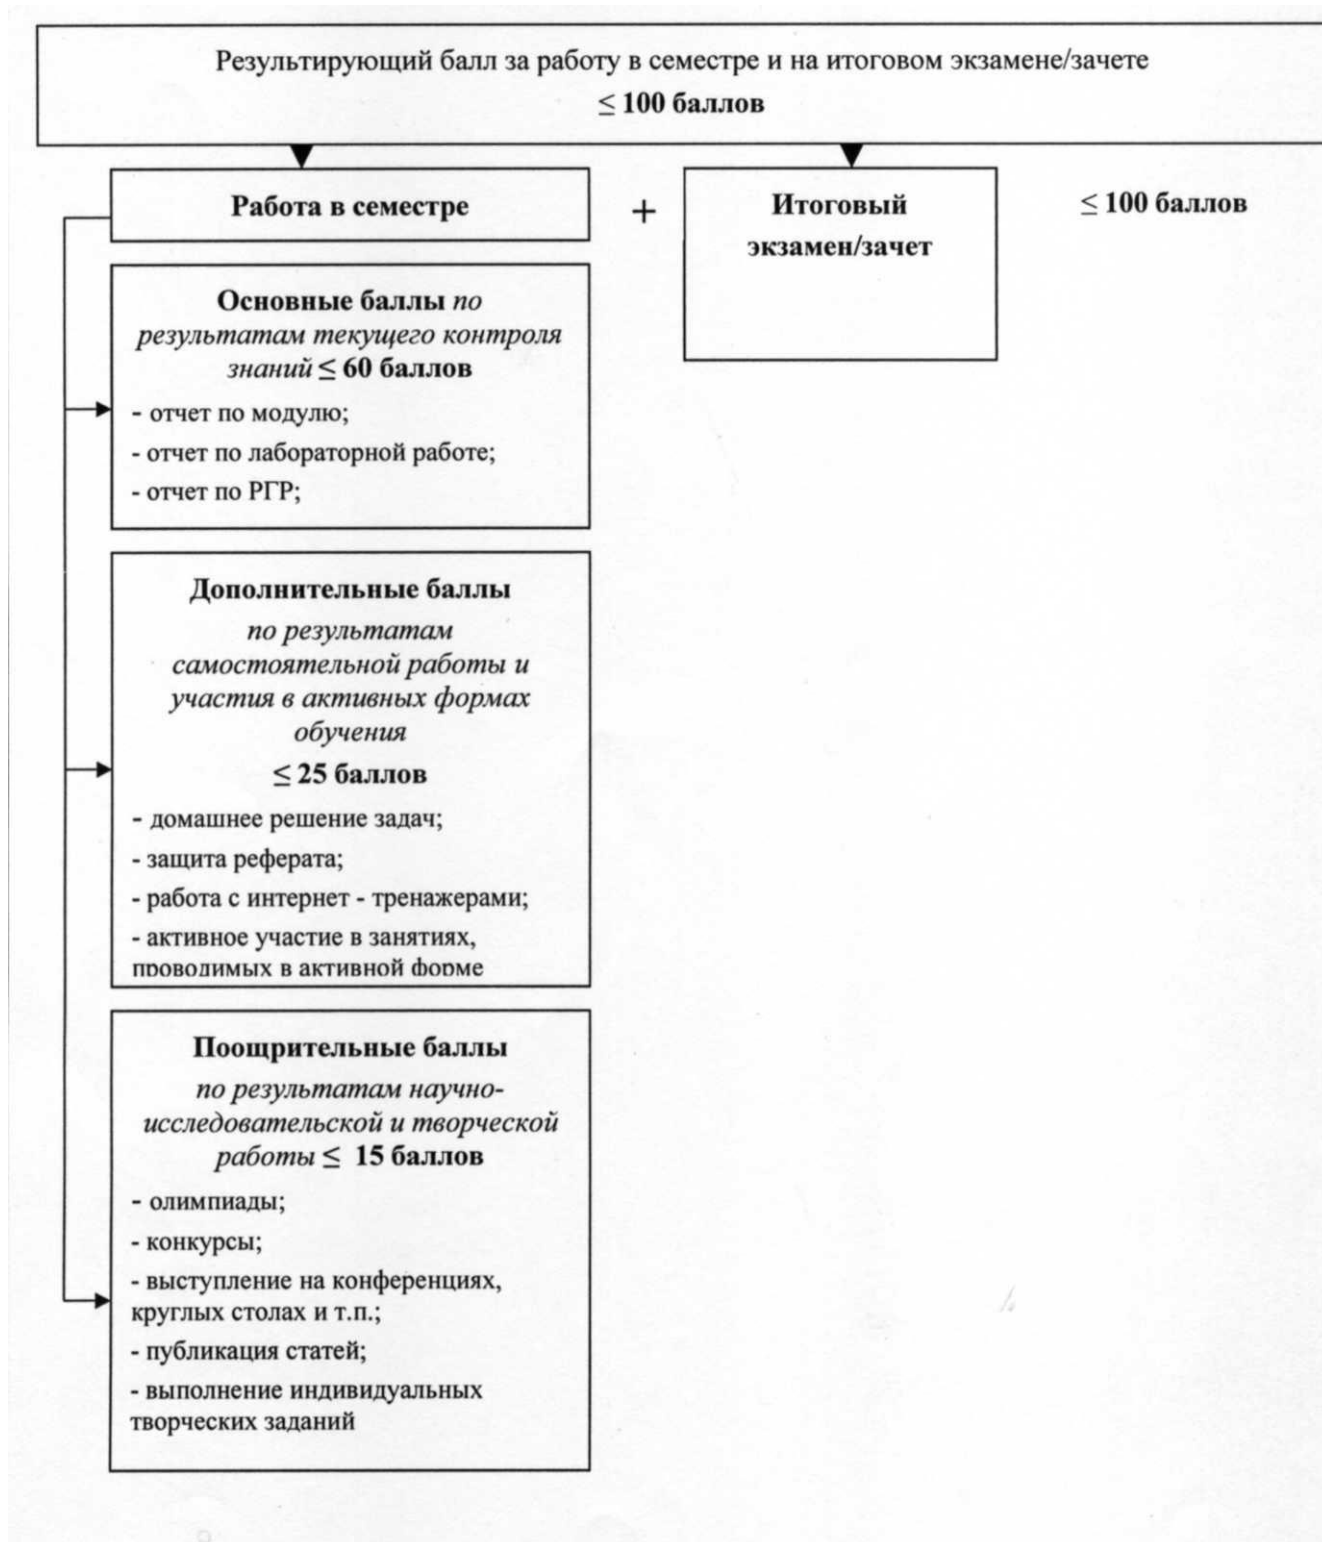 Результирующий балл за работу в семестре и на итоговом экзамене/зачете
≤ 100 баллов
Работа в семестре
+
Итоговый
экзамен/зачет
≤ 100 баллов
Основные баллы по
результатам текущего контроля
знаний ≤ 60 баллов
- отчет по модулю;
- отчет по лабораторной работе;
- отчет по РГР;
Дополнительные баллы
по результатам
самостоятельной работы и
участия в активных формах
обучения
≤ 25 баллов
- домашнее решение задач;
- защита реферата;
- работа с интернет - тренажерами;
- активное участие в занятиях,
проводимых в активной форме
Поощрительные баллы
по результатам научно-
исследовательской и творческой
работы ≤ 15 баллов
- олимпиады;
- конкурсы;
- выступление на конференциях,
круглых столах и т.п.;
- публикация статей;
- выполнение индивидуальных
творческих заданий